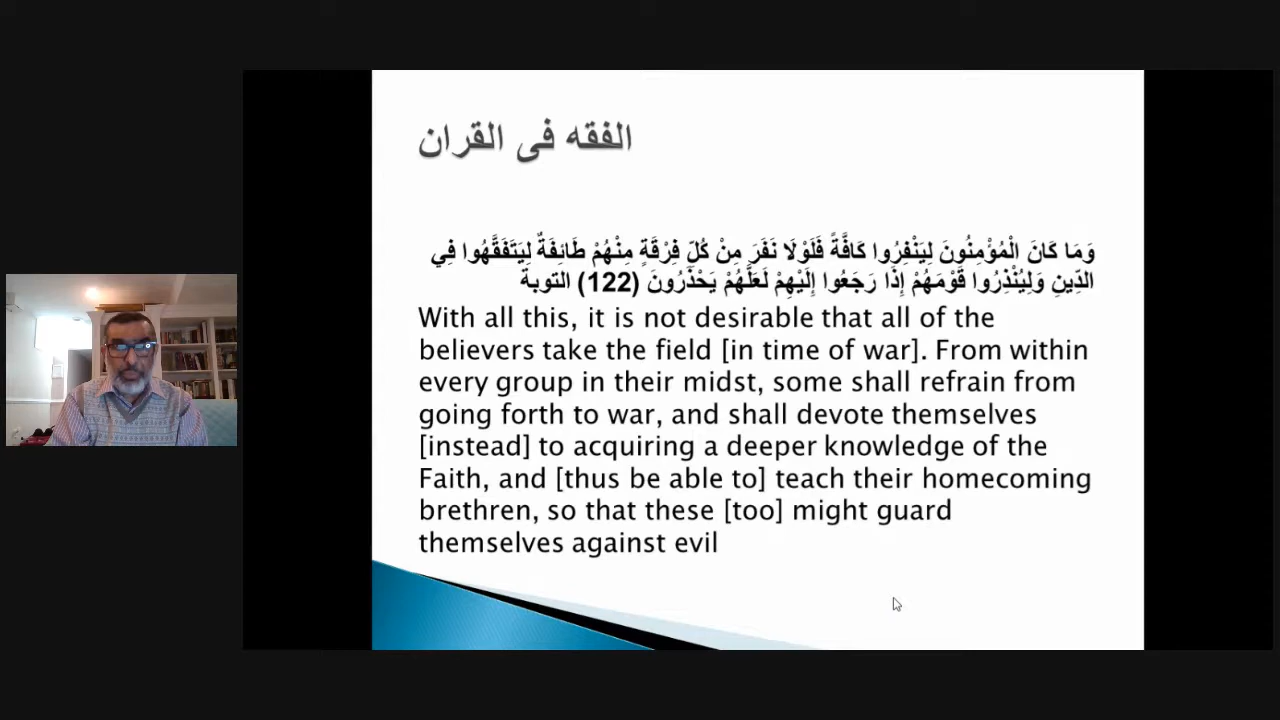 الفقه فى القران
وَمَا كَانَ الْمُؤْمِنُونَ لِيَنْفِرُوا كَافَّةً فَلَوْلَا نَفَرَ مِنْ كُلِّ فِرْقَةٍ مِنْهُمْ طَائِفَةٌ لِيَتَفَقَّهُوا فِي
الدِّينِ وَلِيُنْذِرُوا قَوْمَهُمْ إِذَا رَجَعُوا إِلَيْهِمْ لَعَلَّهُمْ يَحْذَرُونَ (122) التوبة
With all this, it is not desirable that all of the
believers take the field [in time of war]. From within
every group in their midst, some shall refrain from
going forth to war, and shall devote themselves
[instead] to acquiring a deeper knowledge of the
Faith, and [thus be able to] teach their homecoming
brethren, so that these [too] might guard
themselves against evil